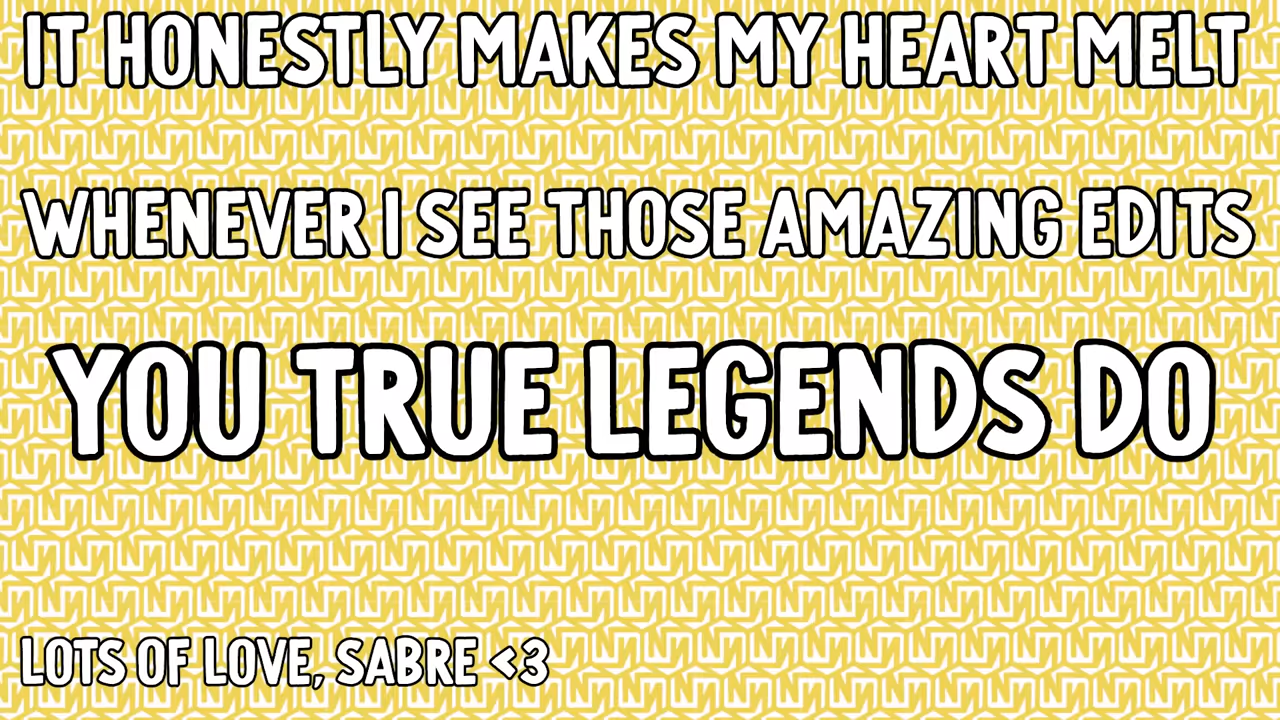 IT HONESTLY MAKES MY HEART MELT
WHENEVER I SEE THOSE AMAZING EDITS
YOU TRUE LEGENDS DO
LOTS OF LOVE, SABRE <3